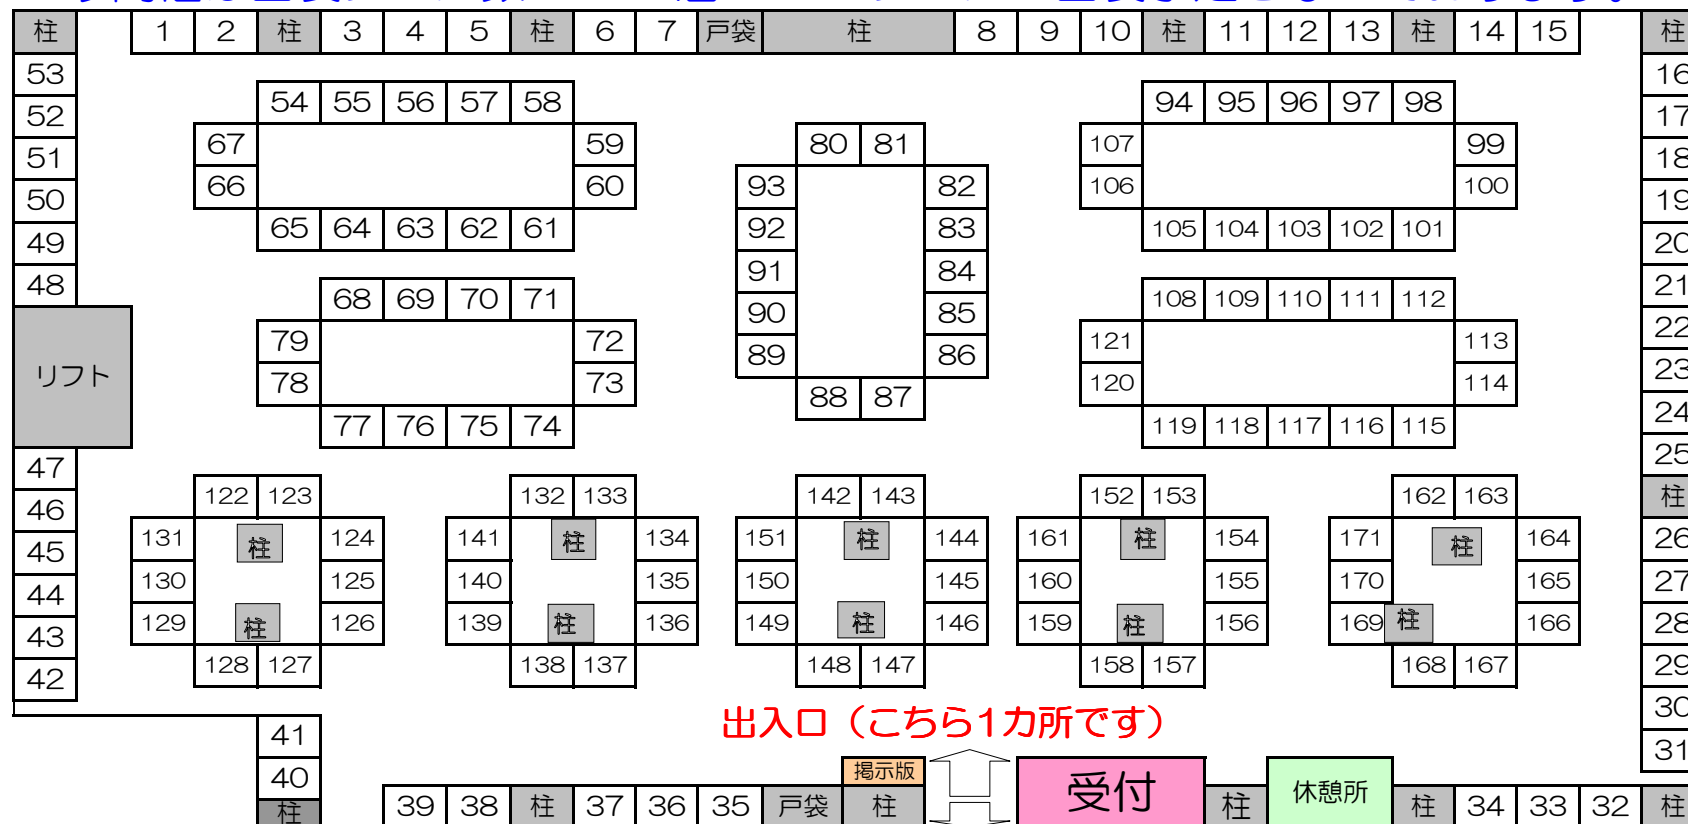 柱 1 2 柱 3 4 5 柱 6 7 戸袋 柱 8 9 10 柱 11 12 13 柱 14 15 柱
53 16
54 55 56 57 58 94 95 96 97 98
52 17
67 59 80 81 107 99
51 18
66 60 93 82 106 100
50 19
65 64 63 62 61 92 83 105 104 103 102 101
49 20
91 84
48 68 69 70 71 108 109 110 111 112 21
90 85
79 72 121 113 22
89 86
リフト 78 73 120 114 23
88 87
77 76 75 74 119 118 117 116 115 24
47 25
122 123 132 133 142 143 152 153 162 163 柱
46
131 柱 124 141 柱 134 151 柱 144 161 柱 154 171 柱 164 26
45
130 125 140 135 150 145 160 155 170 165 27
44
129 柱 126 139 柱 136 149 柱 146 159 柱 156 169 柱 166 28
43
128 127 138 137 148 147 158 157 168 167 29
42
30
出入口（こちら1カ所です）
41 31
40 掲示版
受付 休憩所
柱 39 38 柱 37 36 35 戸袋 柱 柱 柱 34 33 32 柱